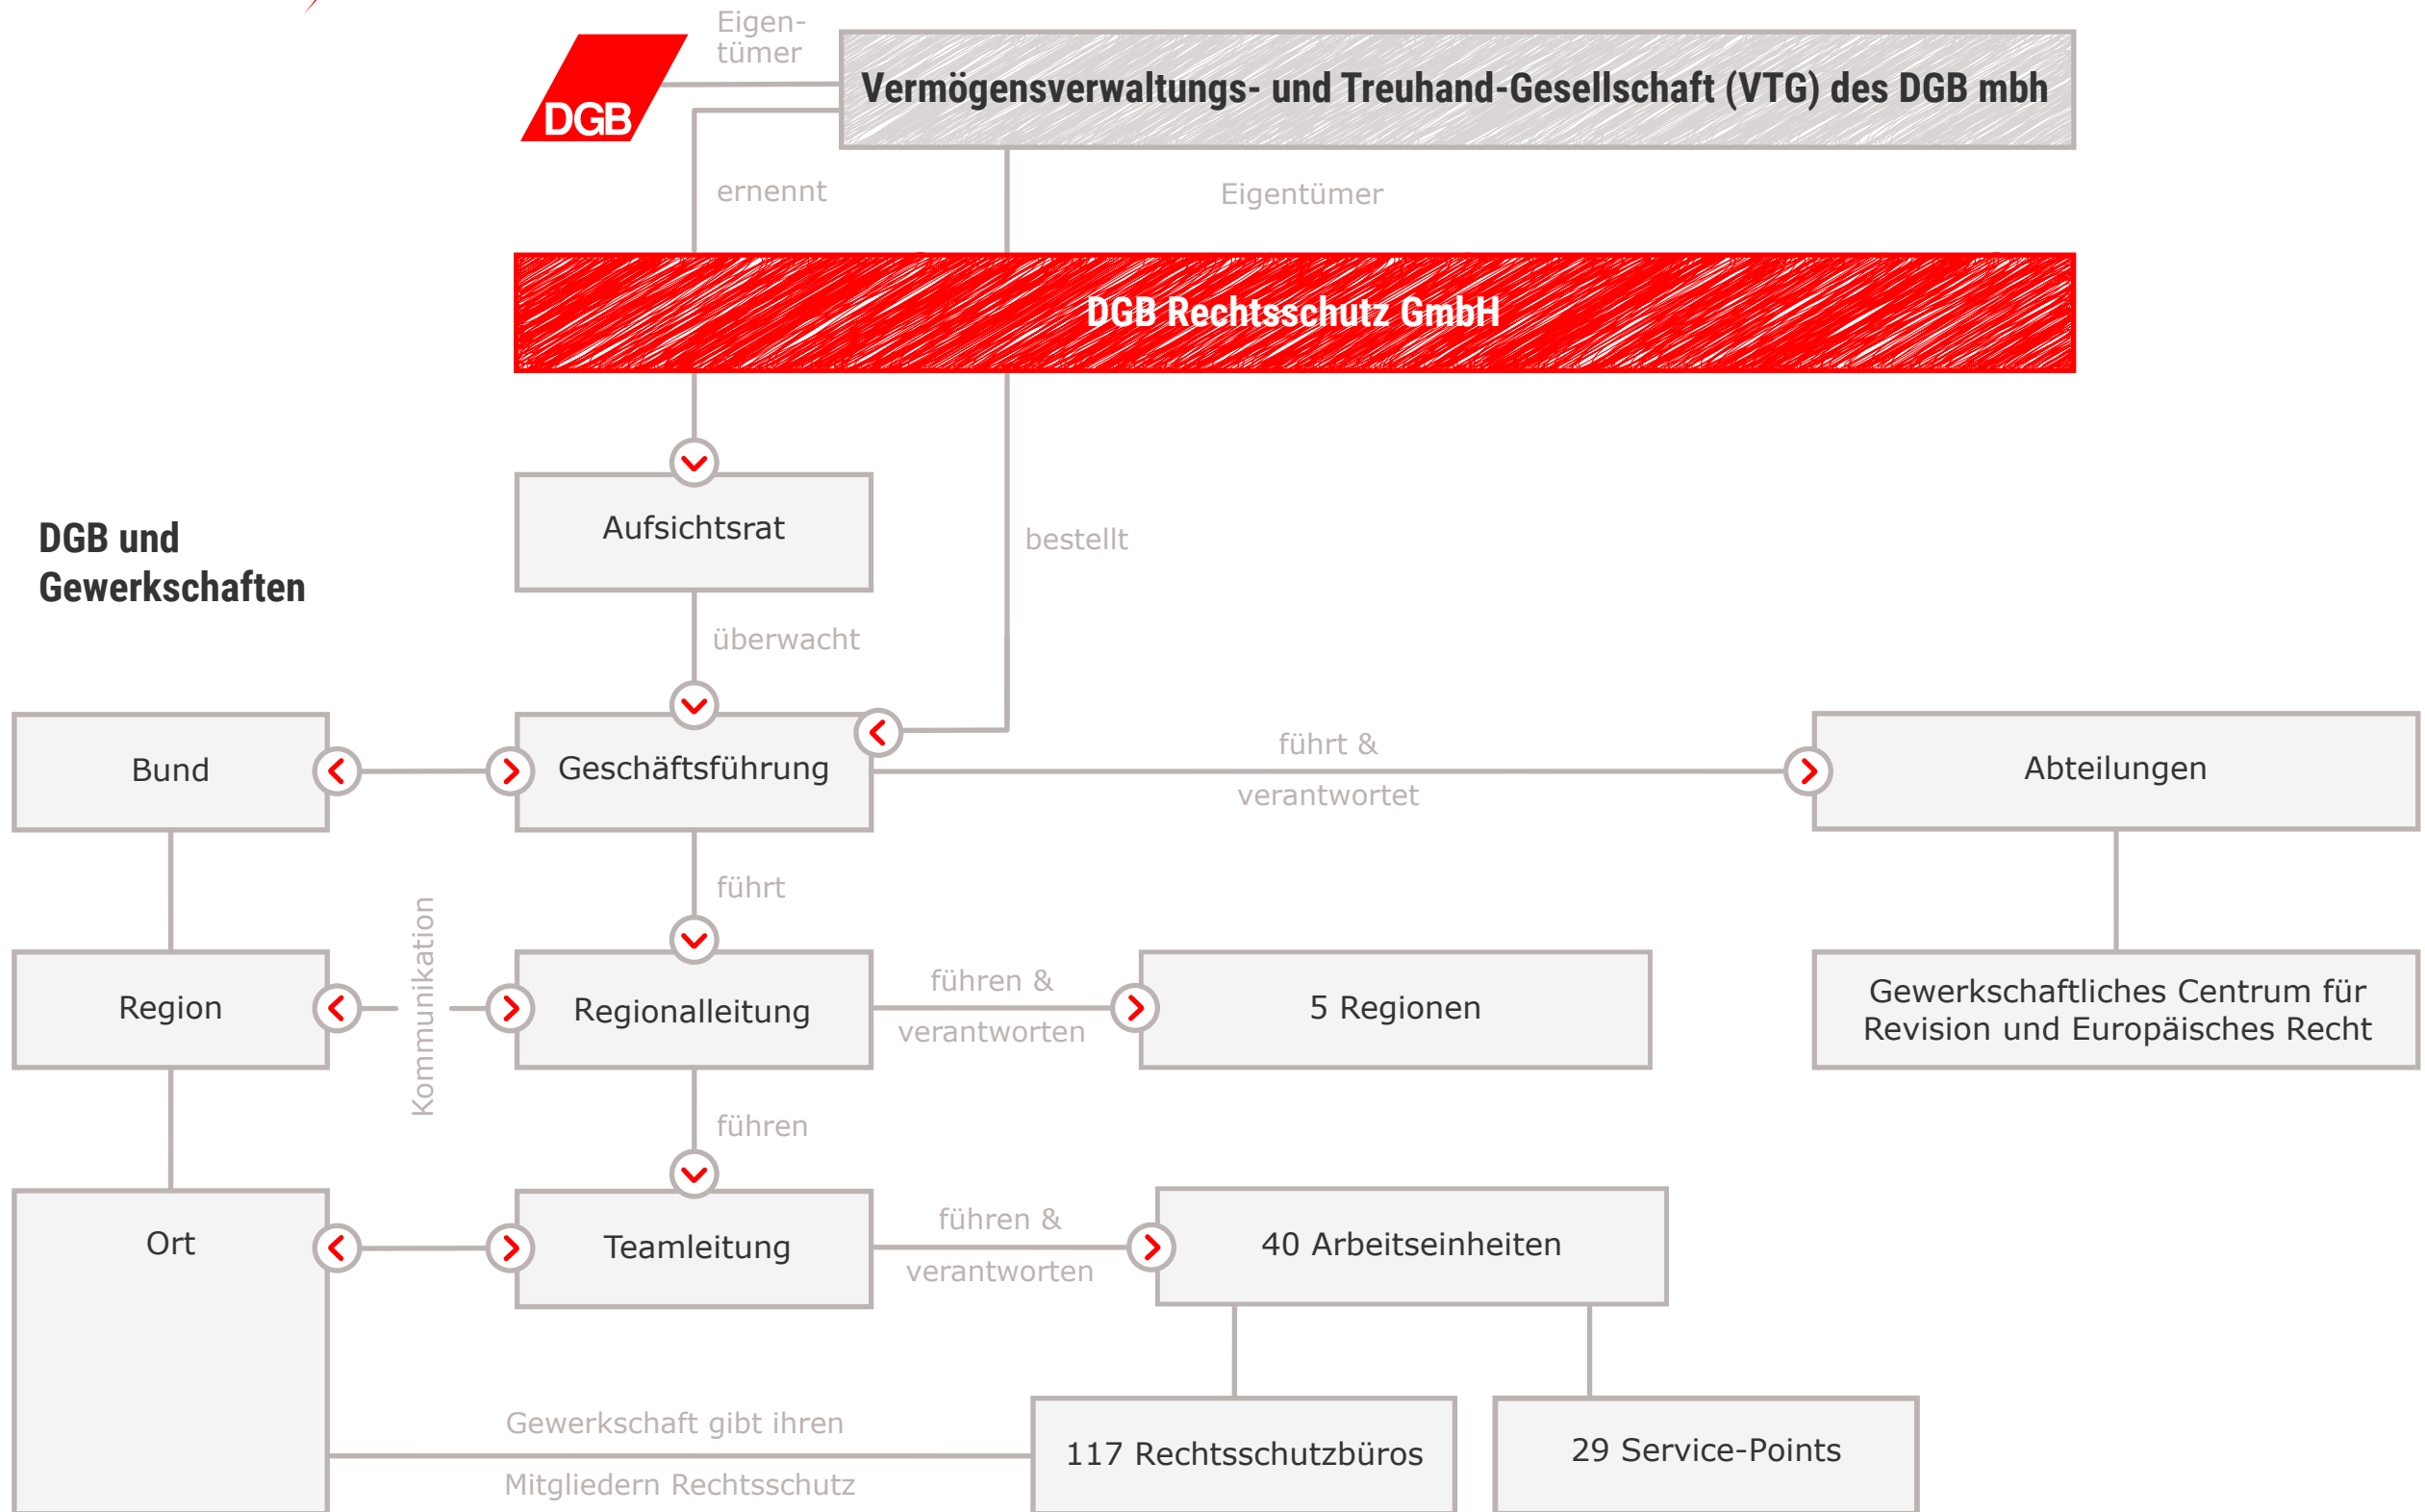 Eigen-
tümer
DGB
Vermögensverwaltungs- und Treuhand-Gesellschaft (VTG) des DGB mbh
ernennt
Eigentümer
DGB Rechtsschutz GmbH
Aufsichtsrat
DGB und
Gewerkschaften
bestellt
überwacht
Bund
Geschäftsführung
führt &
verantwortet
Abteilungen
führt
Kommunikation
Region
Regionalleitung
führen &
verantworten
5 Regionen
Gewerkschaftliches Centrum für
Revision und Europäisches Recht
führen
Ort
Teamleitung
führen &
verantworten
40 Arbeitseinheiten
Gewerkschaft gibt ihren
Mitgliedern Rechtsschutz
117 Rechtsschutzbüros
29 Service-Points